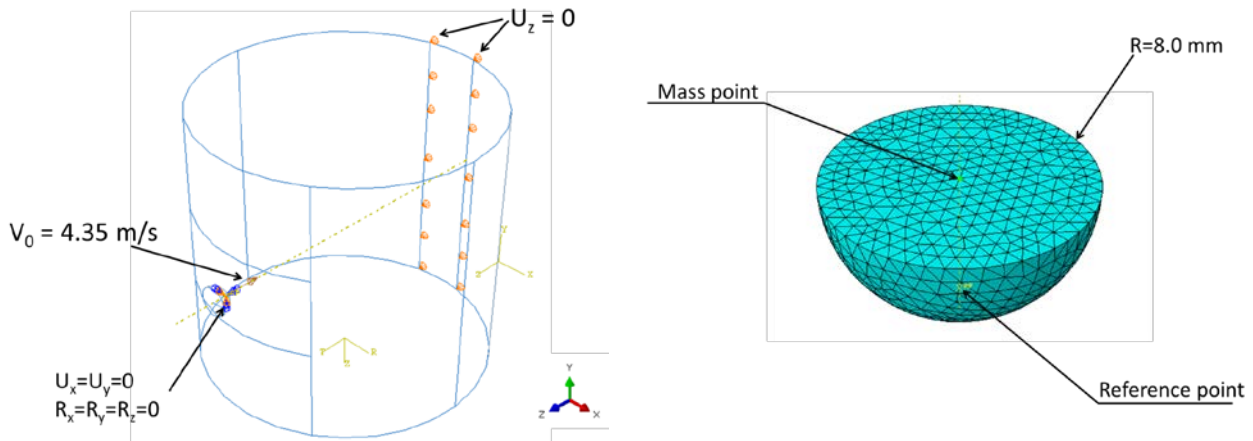 U_z = 0
V_0 = 4.35 m/s
U_x=U_y=0
R_x=R_y=R_z=0
Y
Z
X
Y
Z
X
T
R
Z
R=8.0 mm
Mass point
Reference point